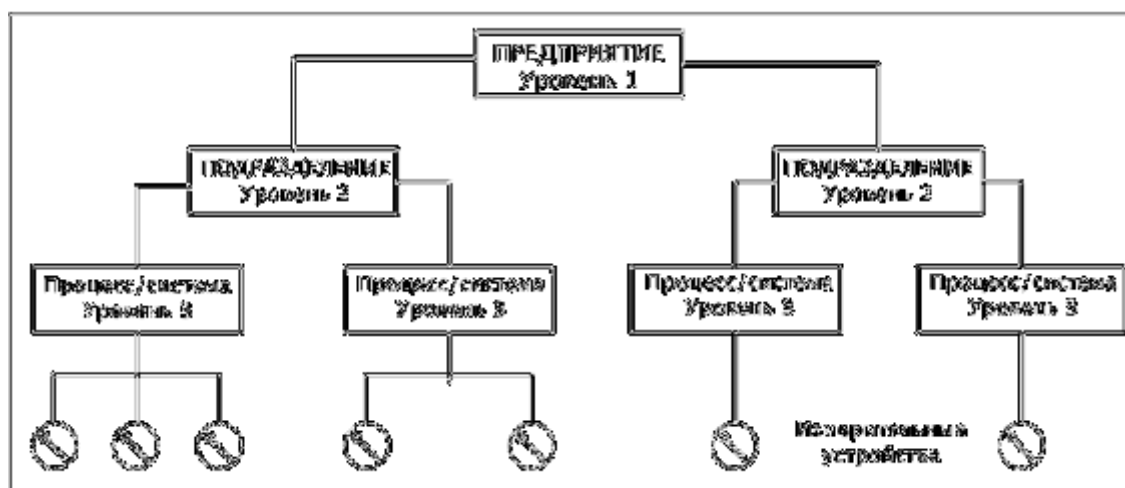 ПРЕДПРИЯТИЕ
Уровень 1
ПОДРАЗДЕЛЕНИЕ
Уровень 2
ПОДРАЗДЕЛЕНИЕ
Уровень 2
Процесс/система
Уровень 3
Процесс/система
Уровень 3
Процесс/система
Уровень 3
Процесс/система
Уровень 3
Измерительные
устройства